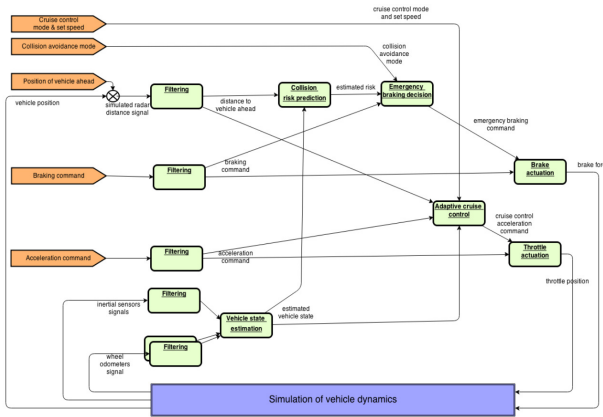 Cruise control
mode & set speed
cruise control mode
and set speed
Collision avoidance mode
collision
avoidance
mode
Position of vehicle ahead
vehicle position
simulated radar
distance signal
Filtering
distance to
vehicle ahead
Collision
risk prediction
estimated risk
Emergency
braking decision
emergency braking
command
Braking command
Filtering
braking
command
Brake
actuation
brake for
Adaptive cruise
control
cruise control
acceleration
command
Acceleration command
Filtering
acceleration
command
Throttle
actuation
throttle position
Filtering
inertial sensors
signals
Vehicle state
estimation
estimated
vehicle state
Filtering
wheel
odometers
signal
Simulation of vehicle dynamics